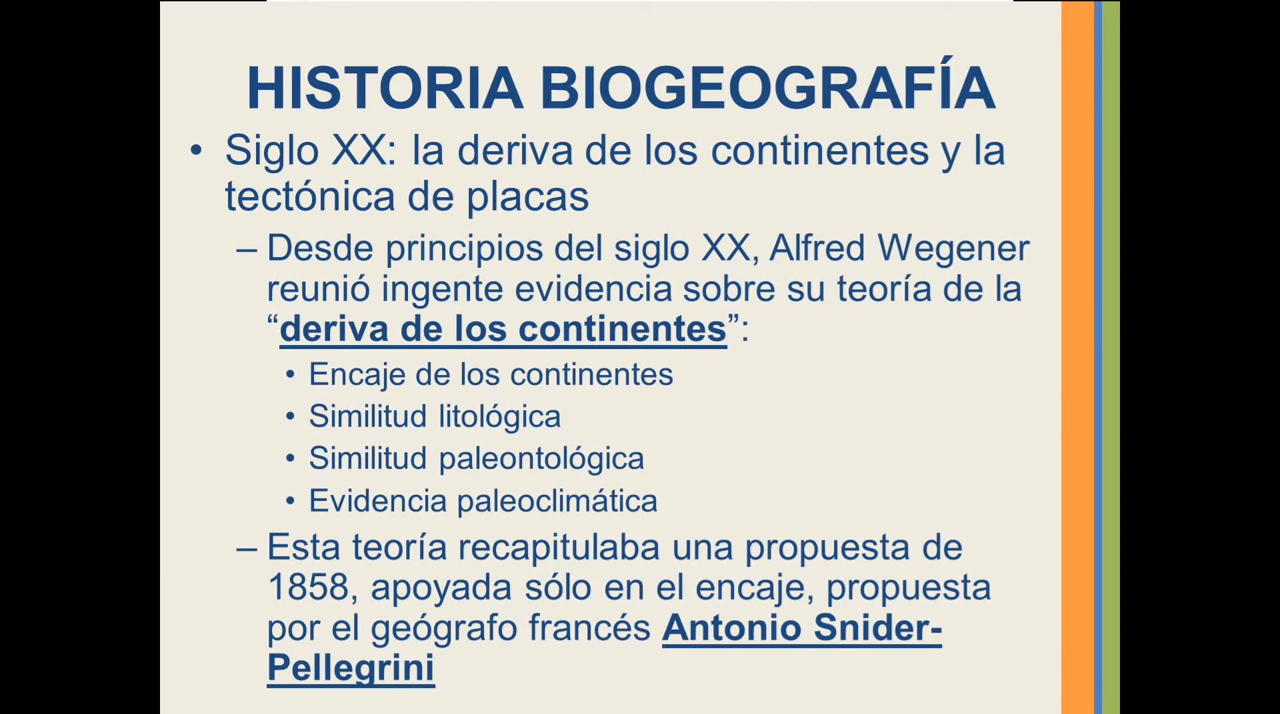 HISTORIA BIOGEOGRAFÍA
• Siglo XX: la deriva de los continentes y la
tectónica de placas
– Desde principios del siglo XX, Alfred Wegener
reunió ingente evidencia sobre su teoría de la
“deriva de los continentes”:
• Encaje de los continentes
• Similitud litológica
• Similitud paleontológica
• Evidencia paleoclimática
– Esta teoría recapitulaba una propuesta de
1858, apoyada sólo en el encaje, propuesta
por el geógrafo francés Antonio Snider-
Pellegrini